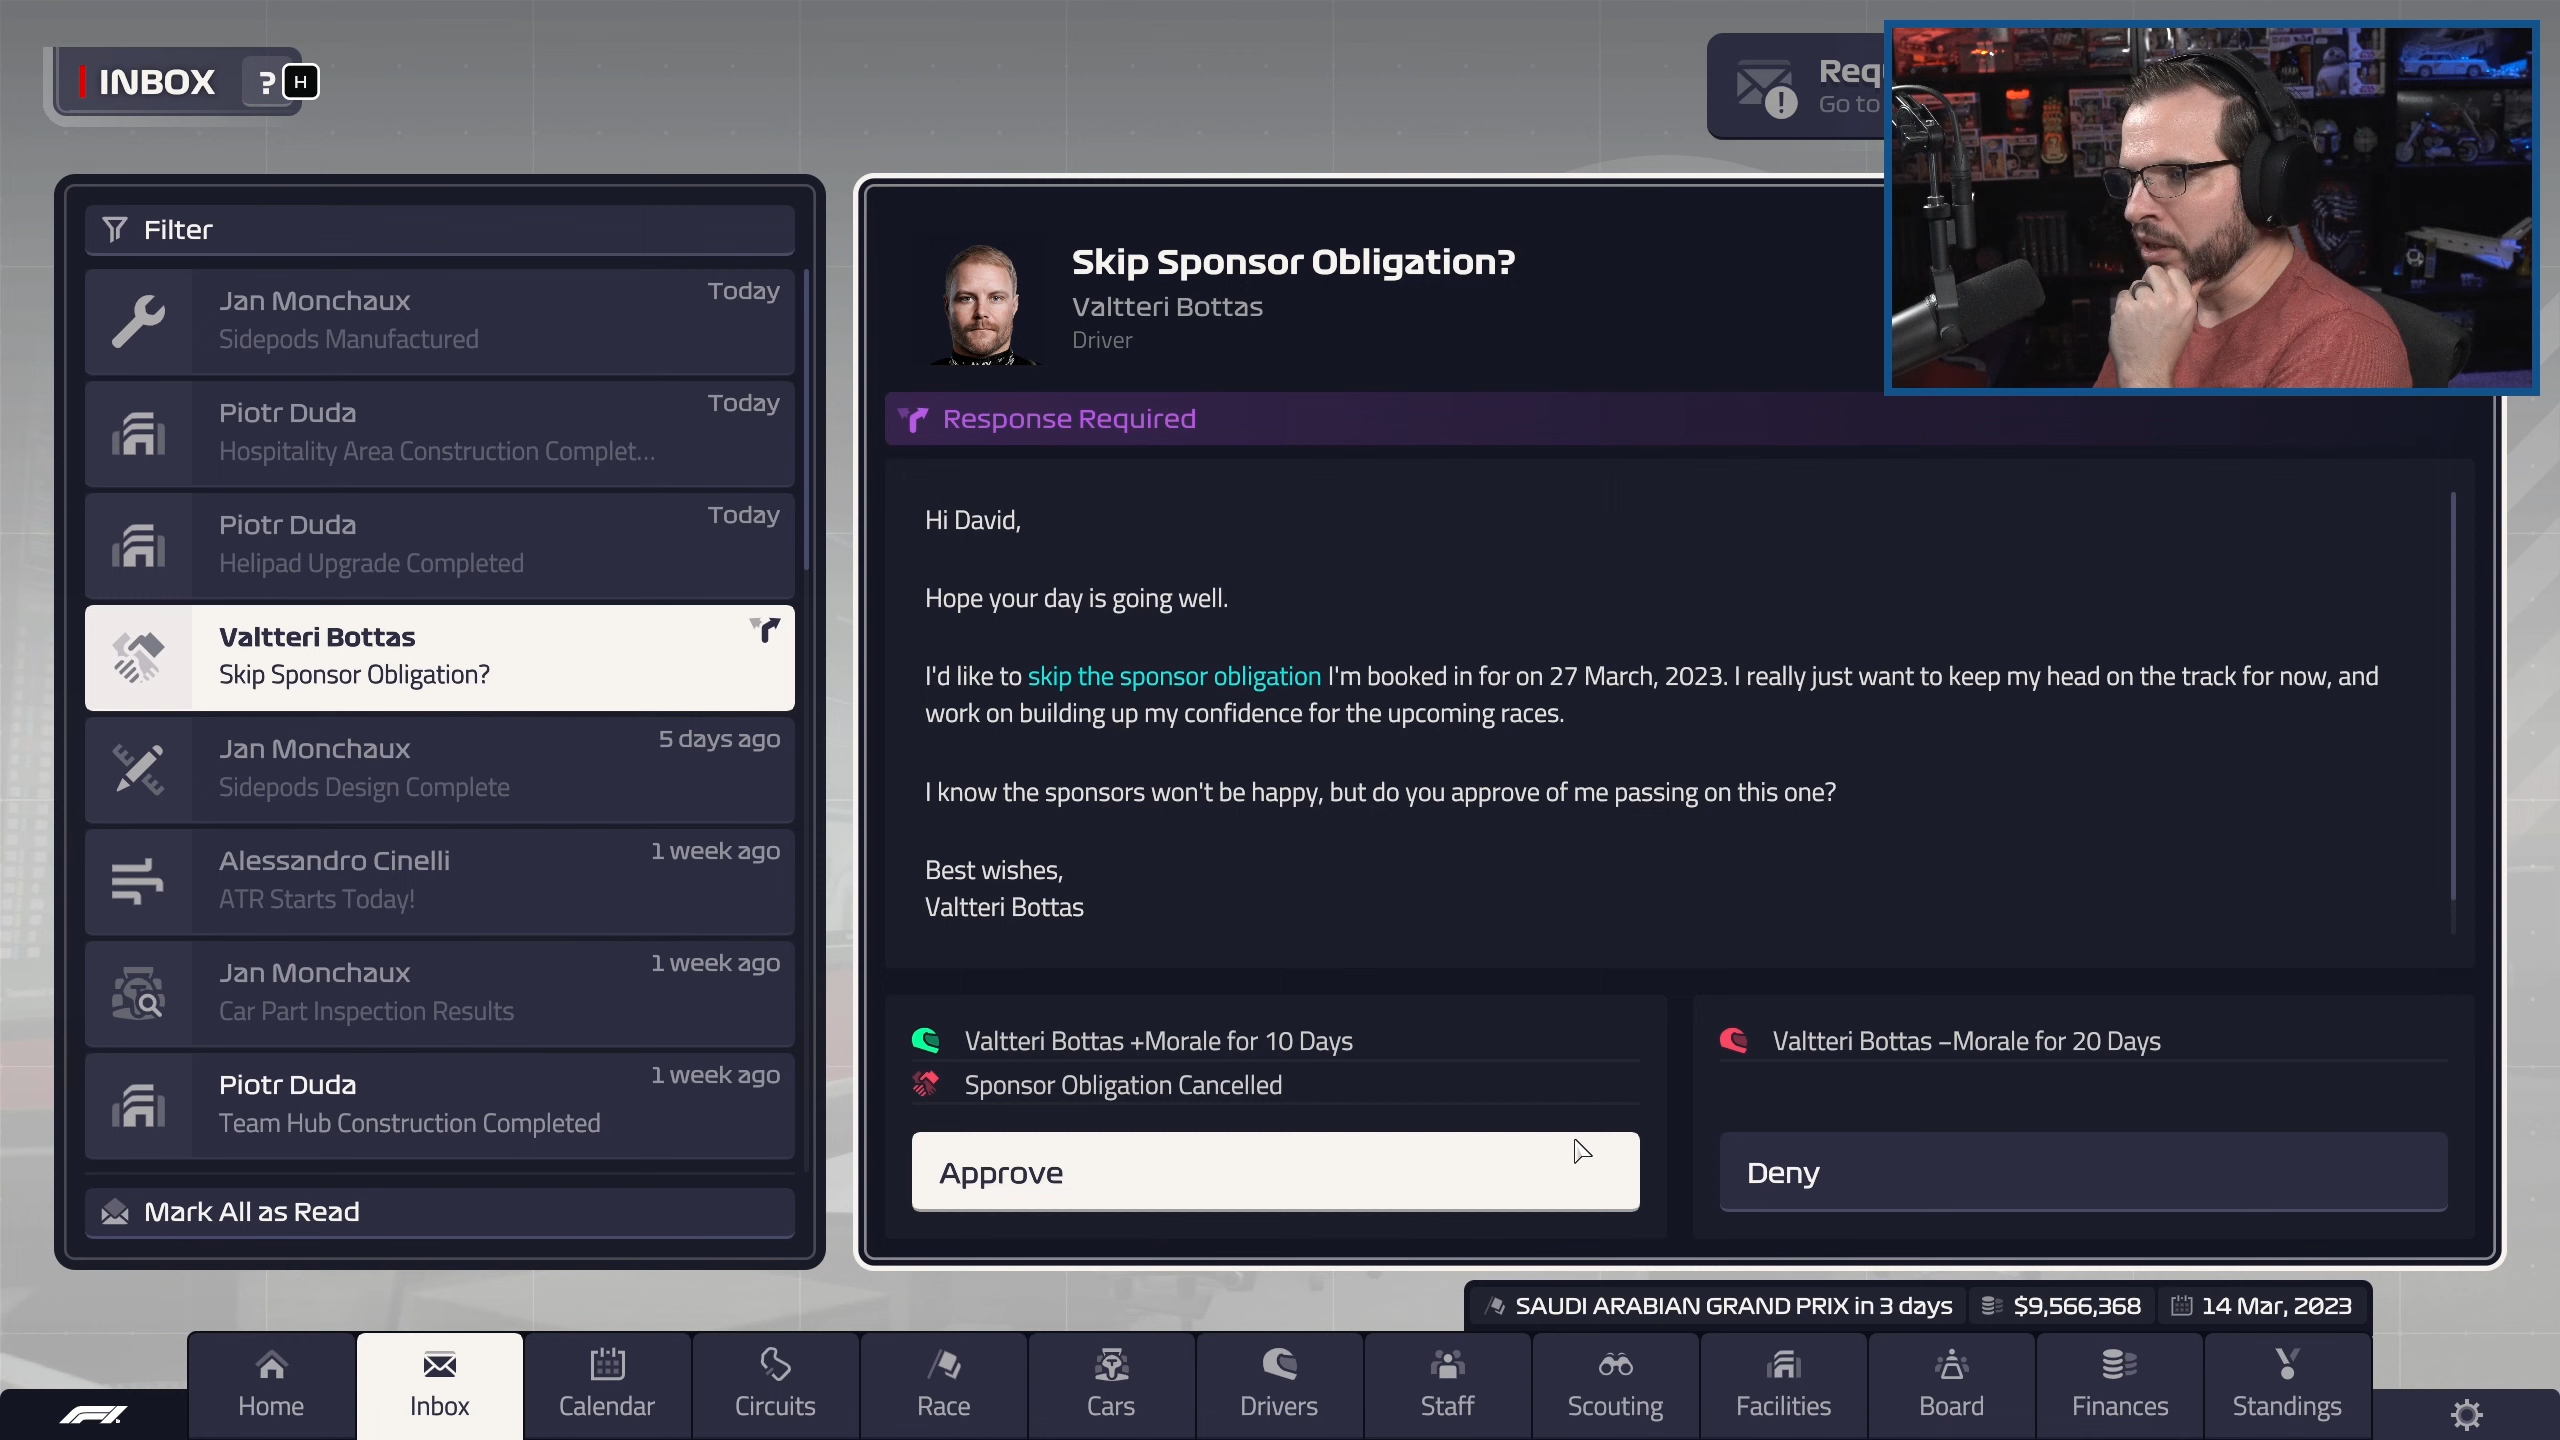 INBOX
? H
Req
Go to
Filter
Jan Monchaux
Today
Sidepods Manufactured
Piotr Duda
Today
Hospitality Area Construction Complet...
Piotr Duda
Today
Helipad Upgrade Completed
Valtteri Bottas
Skip Sponsor Obligation?
Jan Monchaux
5 days ago
Sidepods Design Complete
Alessandro Cinelli
1 week ago
ATR Starts Today!
Jan Monchaux
1 week ago
Car Part Inspection Results
Piotr Duda
1 week ago
Team Hub Construction Completed
Mark All as Read
Skip Sponsor Obligation?
Valtteri Bottas
Driver
Response Required
Hi David,
Hope your day is going well.
I'd like to skip the sponsor obligation I'm booked in for on 27 March, 2023. I really just want to keep my head on the track for now, and
work on building up my confidence for the upcoming races.
I know the sponsors won't be happy, but do you approve of me passing on this one?
Best wishes,
Valtteri Bottas
Valtteri Bottas +Morale for 10 Days
Sponsor Obligation Cancelled
Approve
Valtteri Bottas –Morale for 20 Days
Deny
SAUDI ARABIAN GRAND PRIX in 3 days
$9,566,368
14 Mar, 2023
Home
Inbox
Calendar
Circuits
Race
Cars
Drivers
Staff
Scouting
Facilities
Board
Finances
Standings